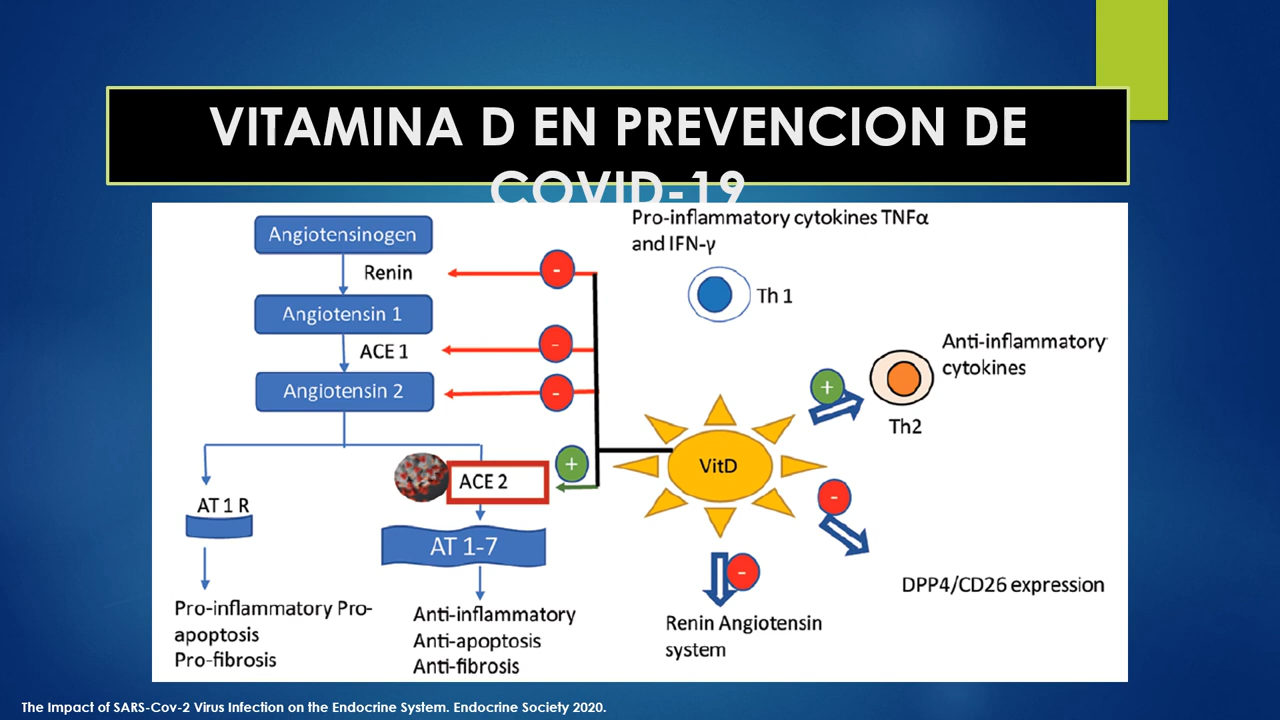 VITAMINA D EN PREVENCION DE
COVID-19
Angiotensinogen
Renin
Angiotensin 1
ACE 1
Angiotensin 2
AT 1 R
ACE 2
AT 1-7
Pro-inflammatory Pro-
apoptosis
Pro-fibrosis
Anti-inflammatory
Anti-apoptosis
Anti-fibrosis
-
-
-
+
Pro-inflammatory cytokines TNFα
and IFN-γ
Th 1
Anti-inflammatory
cytokines
+
Th2
VitD
-
DPP4/CD26 expression
-
Renin Angiotensin
system
The Impact of SARS-Cov-2 Virus Infection on the Endocrine System. Endocrine Society 2020.